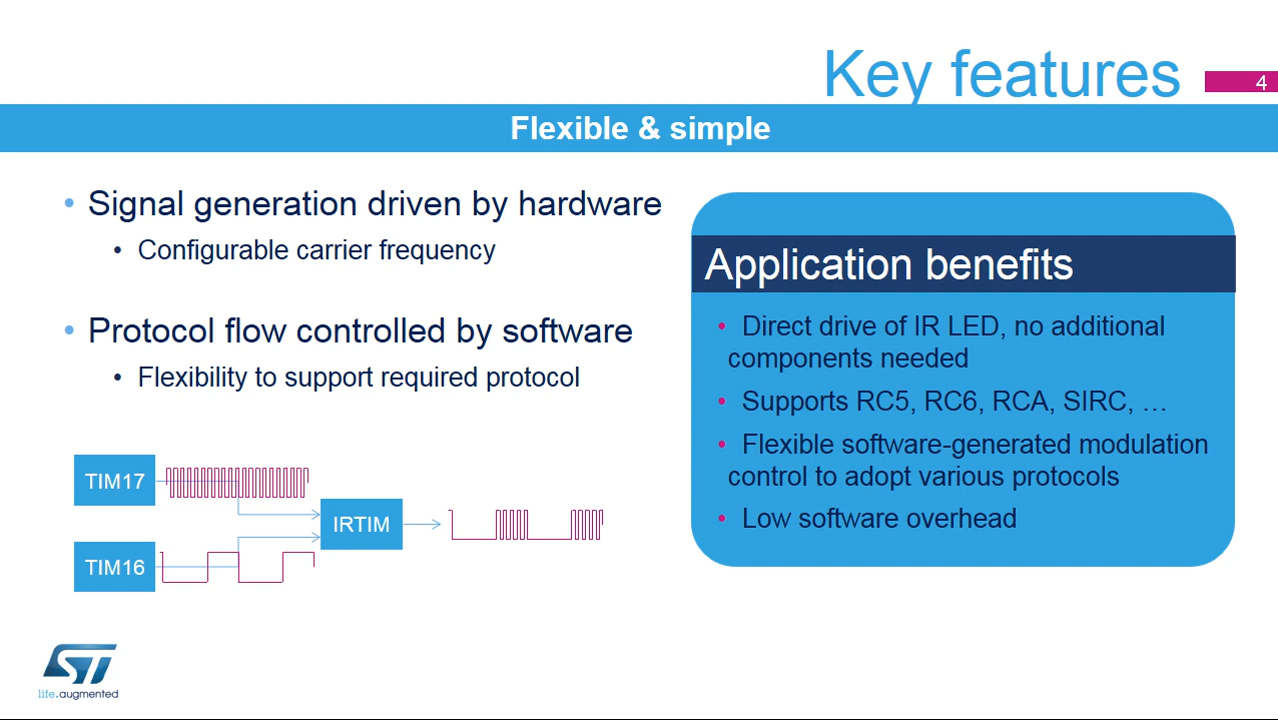 Key features
4
Flexible & simple
• Signal generation driven by hardware
• Configurable carrier frequency
• Protocol flow controlled by software
• Flexibility to support required protocol
TIM17
IRTIM
TIM16
Application benefits
• Direct drive of IR LED, no additional
components needed
• Supports RC5, RC6, RCA, SIRC, …
• Flexible software-generated modulation
control to adopt various protocols
• Low software overhead
ST
life.augmented